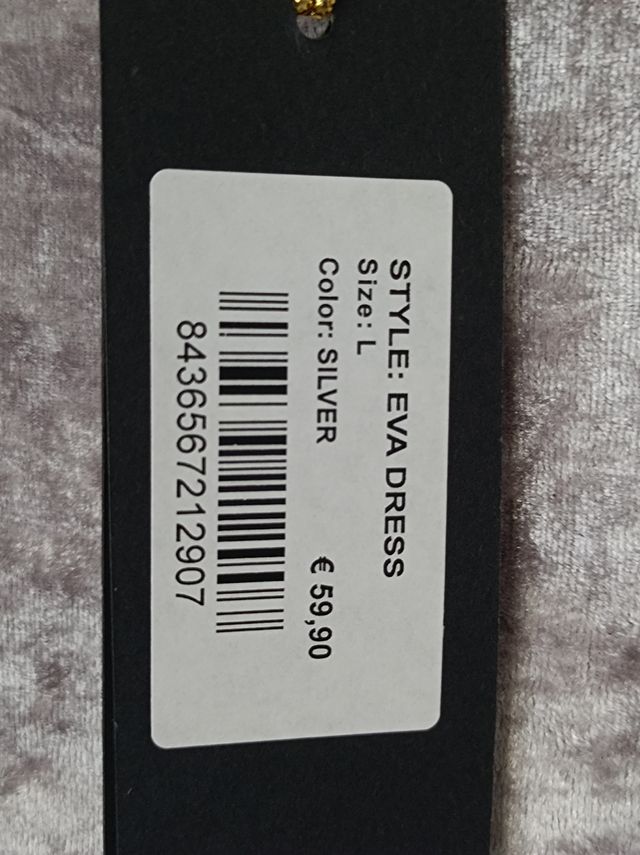 STYLE: EVA DRESS
Size: L
Color: SILVER € 59,90
8436567212907